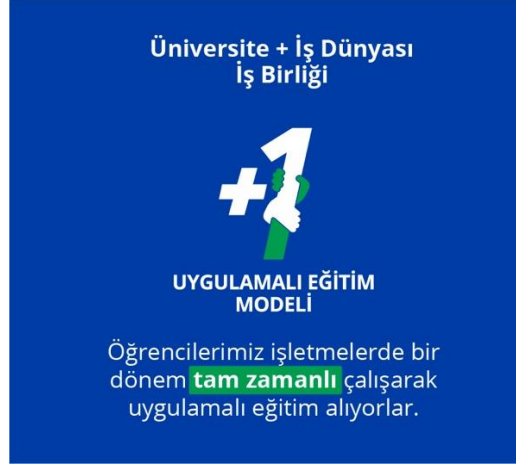 Üniversite + İş Dünyası
İş Birliği
+1
UYGULAMALI EĞİTİM
MODELİ
Öğrencilerimiz işletmelerde bir
dönem tam zamanlı çalışarak
uygulamalı eğitim alıyorlar.